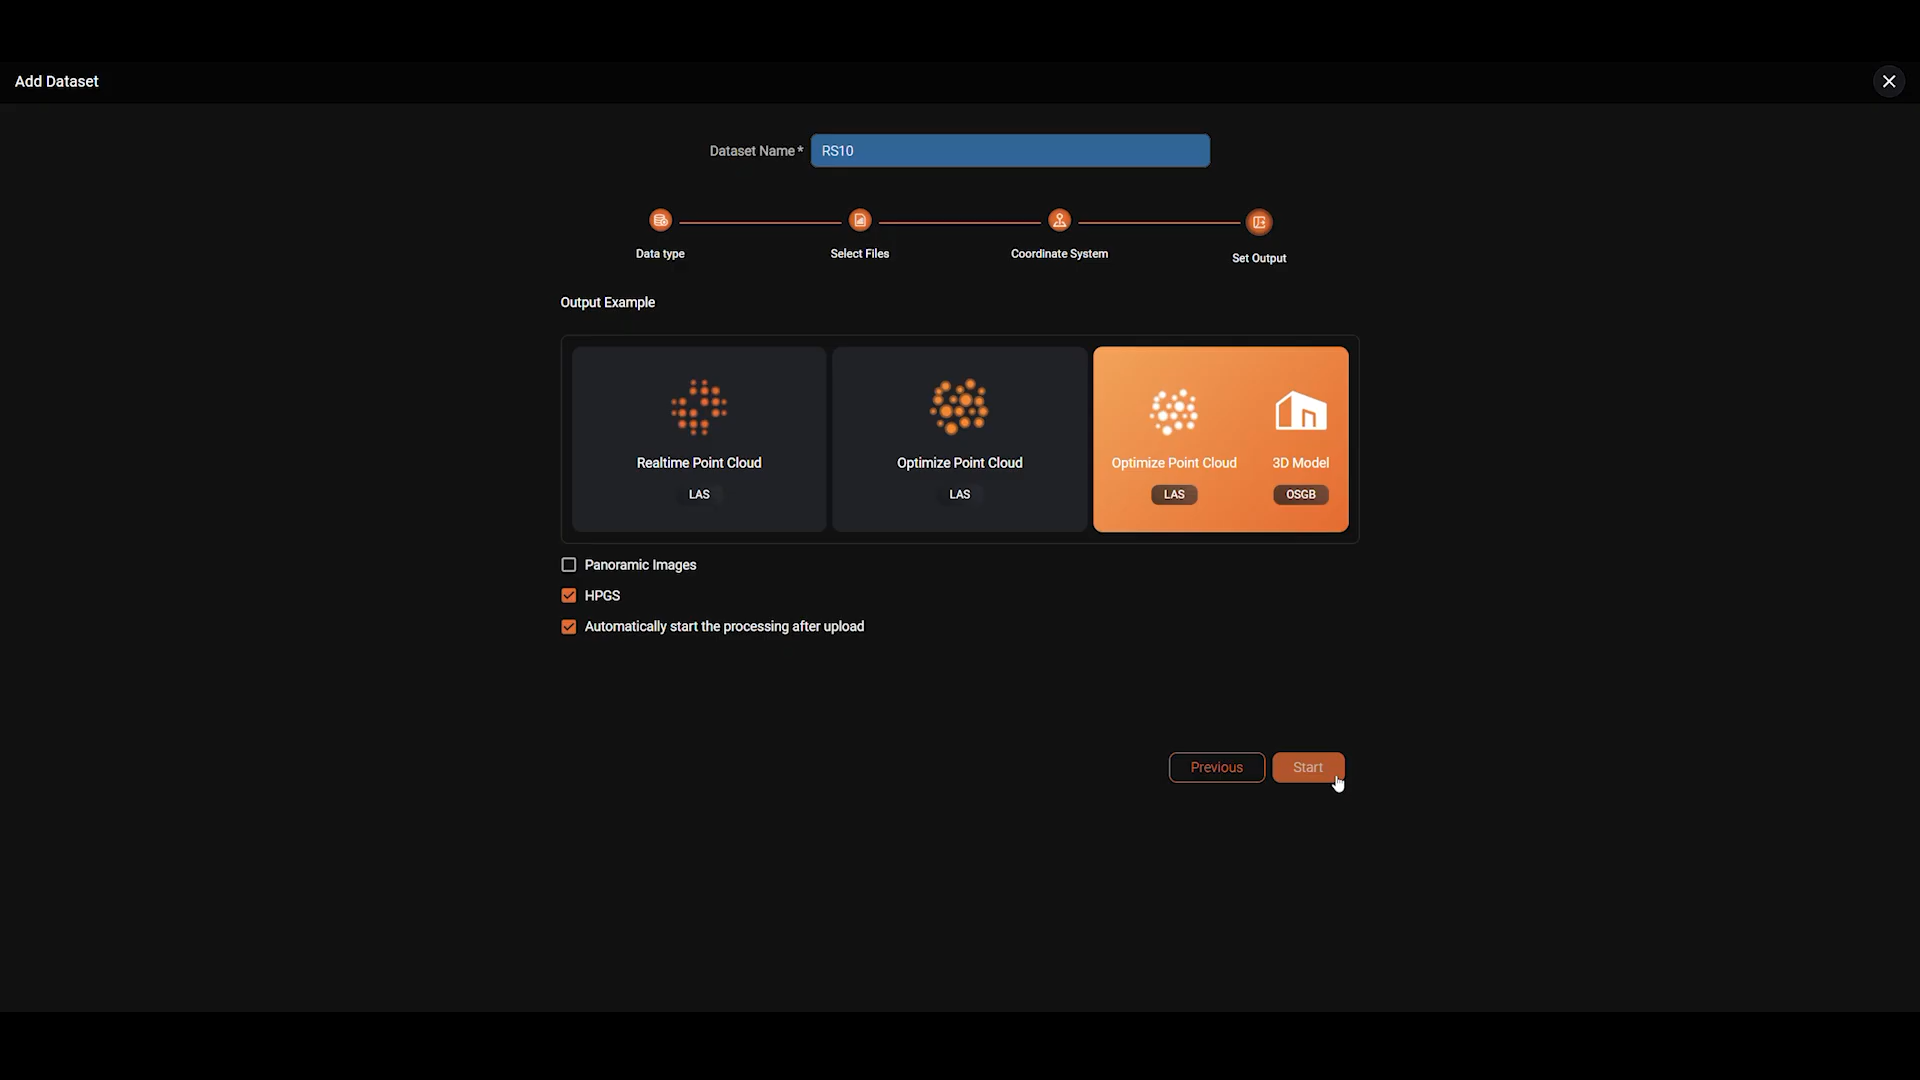 Add Dataset
Dataset Name* RS10
Data type
Select Files
Coordinate System
Set Output
Output Example
Realtime Point Cloud
LAS
Optimize Point Cloud
LAS
Optimize Point Cloud
LAS
3D Model
OSGB
Panoramic Images
HPGS
Automatically start the processing after upload
Previous
Start